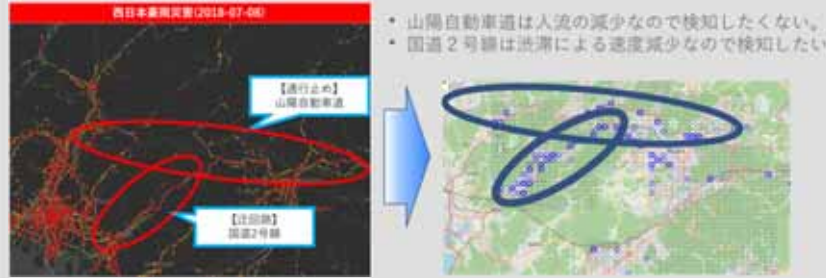 西日本豪雨災害(2018-07-08)
・ 山陽自動車道は人流の減少なので検知したくない。
・ 国道２号線は渋滞による速度減少なので検知したい
【通行止め】
山陽自動車道
【迂回路】
国道2号線